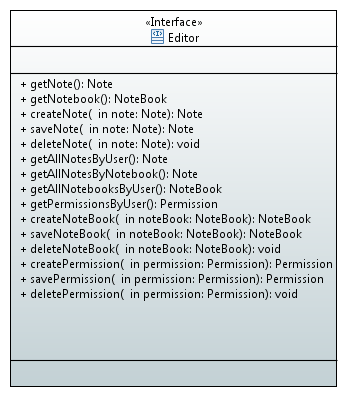 «Interface»
Editor
+ getNote(): Note
+ getNotebook(): NoteBook
+ createNote(  in note: Note): Note
+ saveNote(  in note: Note): Note
+ deleteNote(  in note: Note): void
+ getAllNotesByUser(): Note
+ getAllNotesByNotebook(): Note
+ getAllNotebooksByUser(): NoteBook
+ getPermissionsByUser(): Permission
+ createNoteBook(  in noteBook: NoteBook): NoteBook
+ saveNoteBook(  in noteBook: NoteBook): NoteBook
+ deleteNoteBook(  in noteBook: NoteBook): void
+ createPermission(  in permission: Permission): Permission
+ savePermission(  in permission: Permission): Permission
+ deletePermission(  in permission: Permission): void